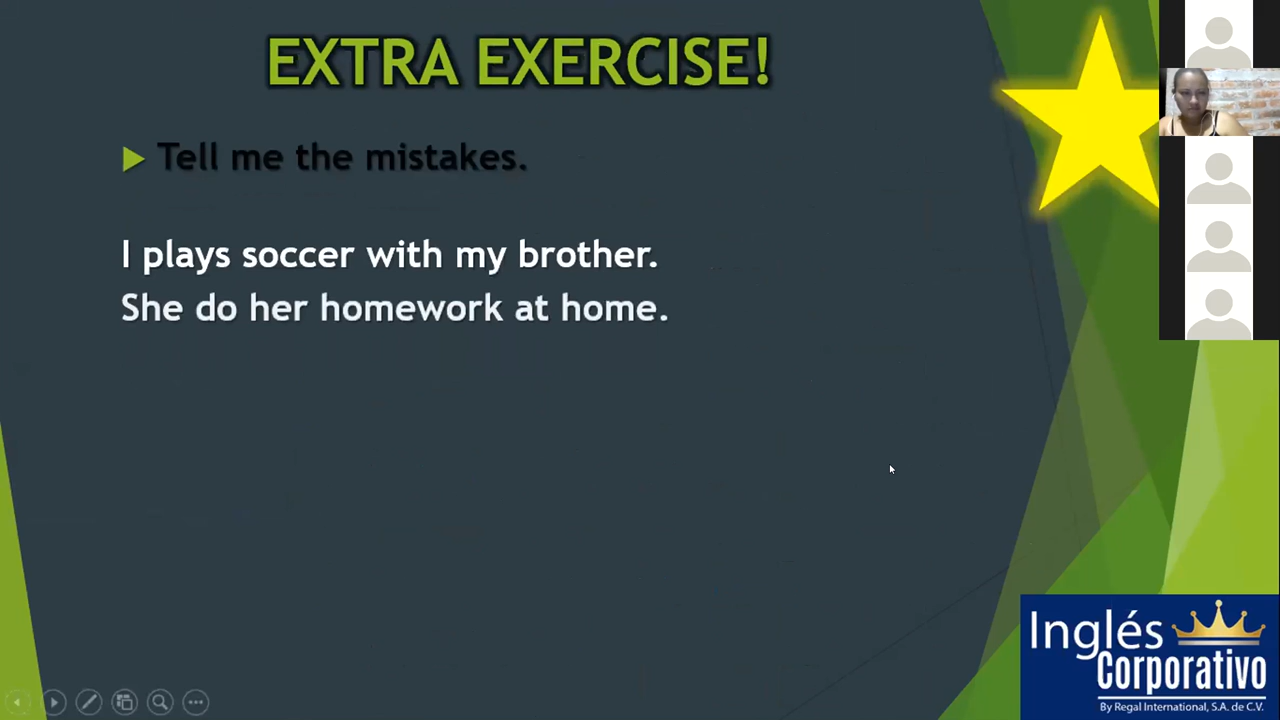 EXTRA EXERCISE!
Tell me the mistakes.
I plays soccer with my brother.
She do her homework at home.
Inglés
Corporativo
By Regal International, S.A. de C.V.